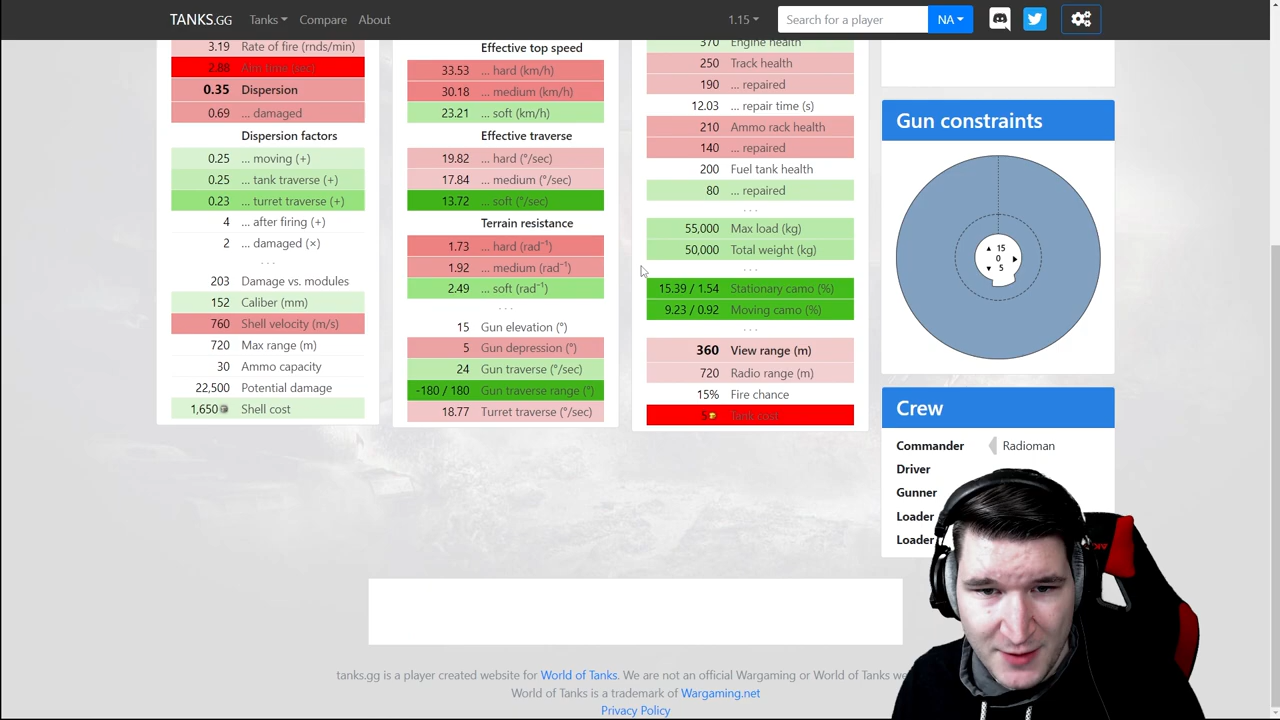 TANKS.GG Tanks Compare About 1.15 Search for a player NA
3.19 Rate of fire (rnds/min)
2.88 Aim time (sec)
0.35 Dispersion
0.69 ... damaged
Dispersion factors
0.25 ... moving (+)
0.25 ... tank traverse (+)
0.23 ... turret traverse (+)
4 ... after firing (+)
2 ... damaged (×)
...
203 Damage vs. modules
152 Caliber (mm)
760 Shell velocity (m/s)
720 Max range (m)
30 Ammo capacity
22,500 Potential damage
1,650 Shell cost
Effective top speed
33.53 ... hard (km/h)
30.18 ... medium (km/h)
23.21 ... soft (km/h)
Effective traverse
19.82 ... hard (°/sec)
17.84 ... medium (°/sec)
13.72 ... soft (°/sec)
Terrain resistance
1.73 ... hard (rad⁻¹)
1.92 ... medium (rad⁻¹)
2.49 ... soft (rad⁻¹)
...
15 Gun elevation (°)
5 Gun depression (°)
24 Gun traverse (°/sec)
-180 / 180 Gun traverse range (°)
18.77 Turret traverse (°/sec)
370 Engine health
250 Track health
190 ... repaired
12.03 ... repair time (s)
210 Ammo rack health
140 ... repaired
200 Fuel tank health
80 ... repaired
...
55,000 Max load (kg)
50,000 Total weight (kg)
...
15.39 / 1.54 Stationary camo (%)
9.23 / 0.92 Moving camo (%)
...
360 View range (m)
720 Radio range (m)
15% Fire chance
5 Tank cost
Gun constraints
▲ 15
0 ▶
▼ 5
Crew
Commander Radioman
Driver
Gunner
Loader
Loader
tanks.gg is a player created website for World of Tanks. We are not an official Wargaming or World of Tanks
World of Tanks is a trademark of Wargaming.net
Privacy Policy